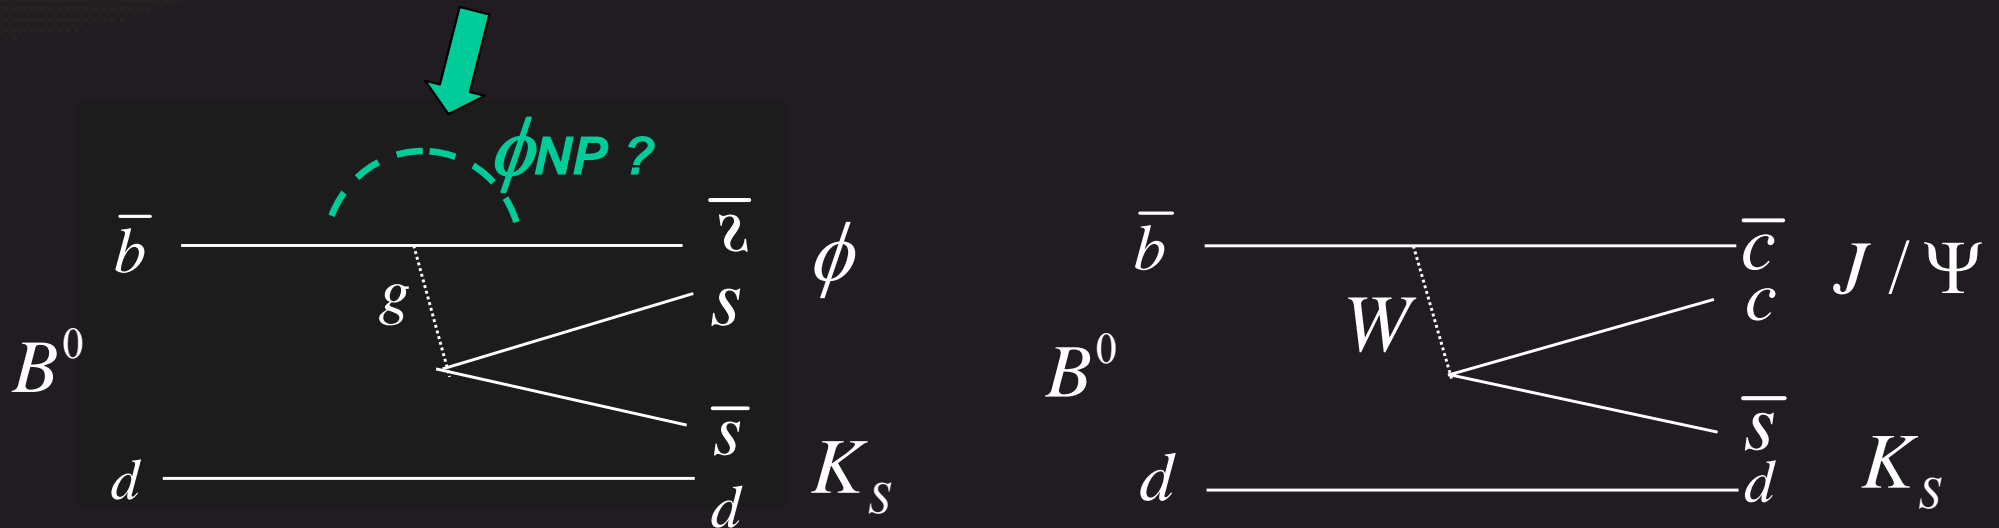 ϕNP ?
b̅
s̅
ϕ
g
s
B⁰
s̅
d
d
K_S
b̅
c̅
J / Ψ
W
c
B⁰
s̅
d
d
K_S